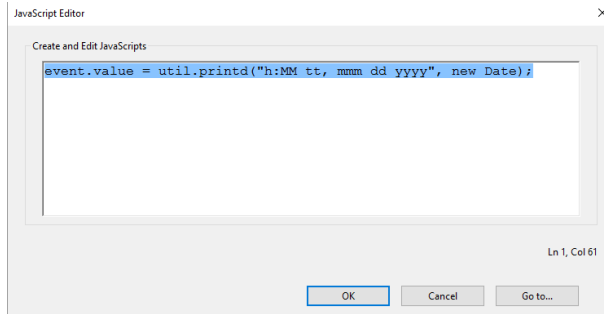 JavaScript Editor
Create and Edit JavaScripts
event.value = util.printd("h:MM tt, mmm dd yyyy", new Date);
Ln 1, Col 61
OK Cancel Go to...